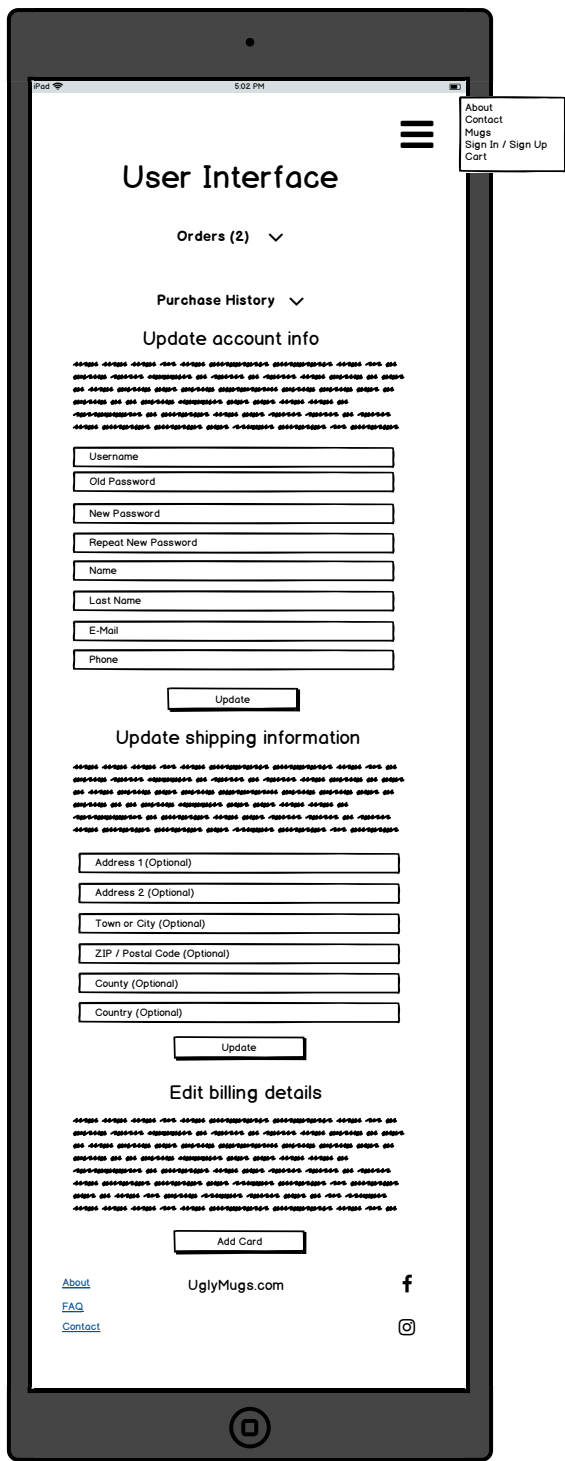 iPad 5:02 PM
About
Contact
Mugs
Sign In / Sign Up
Cart
User Interface
Orders (2)
Purchase History
Update account info
Username
Old Password
New Password
Repeat New Password
Name
Last Name
E-Mail
Phone
Update
Update shipping information
Address 1 (Optional)
Address 2 (Optional)
Town or City (Optional)
ZIP / Postal Code (Optional)
County (Optional)
Country (Optional)
Update
Edit billing details
Add Card
About UglyMugs.com
FAQ
Contact